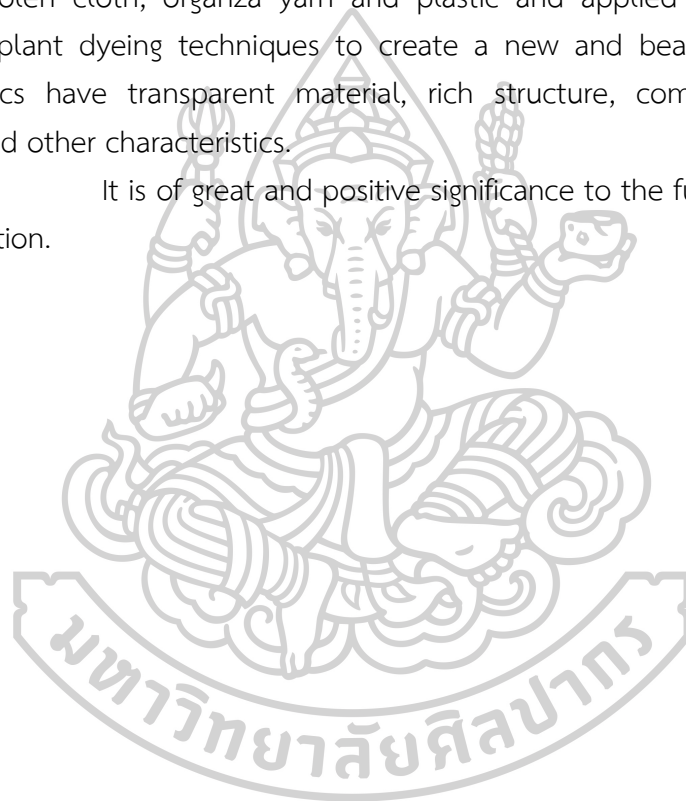 olen cloth, organza yarn and plastic and applied
plant dyeing techniques to create a new and bea
cs have transparent material, rich structure, com
d other characteristics.
It is of great and positive significance to the fu
tion.
มหาวิทยาลัยศิลปากร